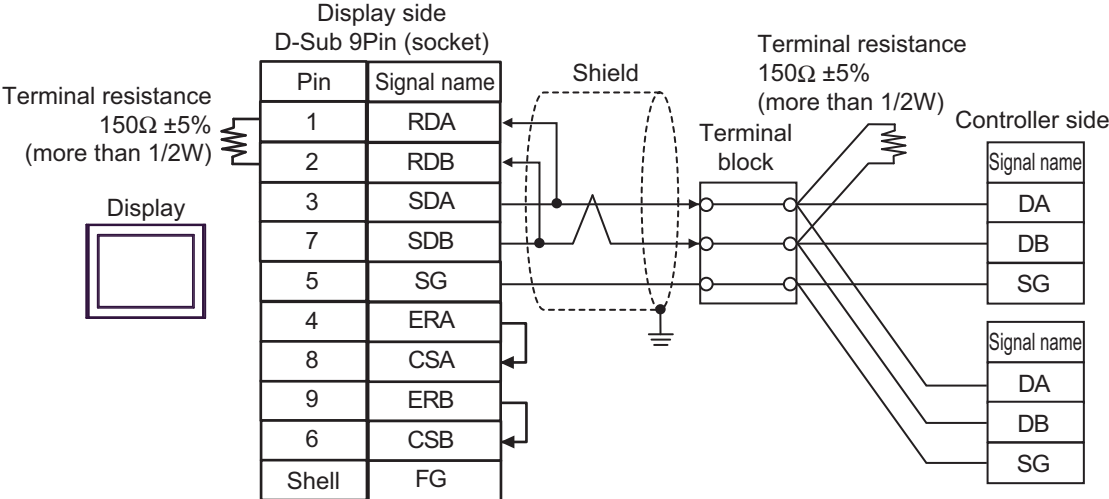 Display side
D-Sub 9Pin (socket)
Terminal resistance
150Ω ±5%
(more than 1/2W)
Display
Pin Signal name
1 RDA
2 RDB
3 SDA
7 SDB
5 SG
4 ERA
8 CSA
9 ERB
6 CSB
Shell FG
Shield
Terminal
block
Terminal resistance
150Ω ±5%
(more than 1/2W)
Controller side
Signal name
DA
DB
SG
Signal name
DA
DB
SG